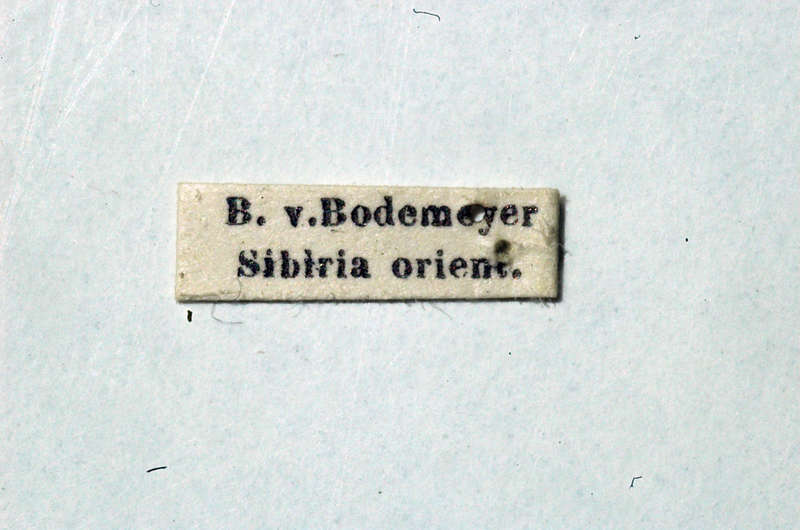 B. v.Bodemeyer
Sibiria orient.